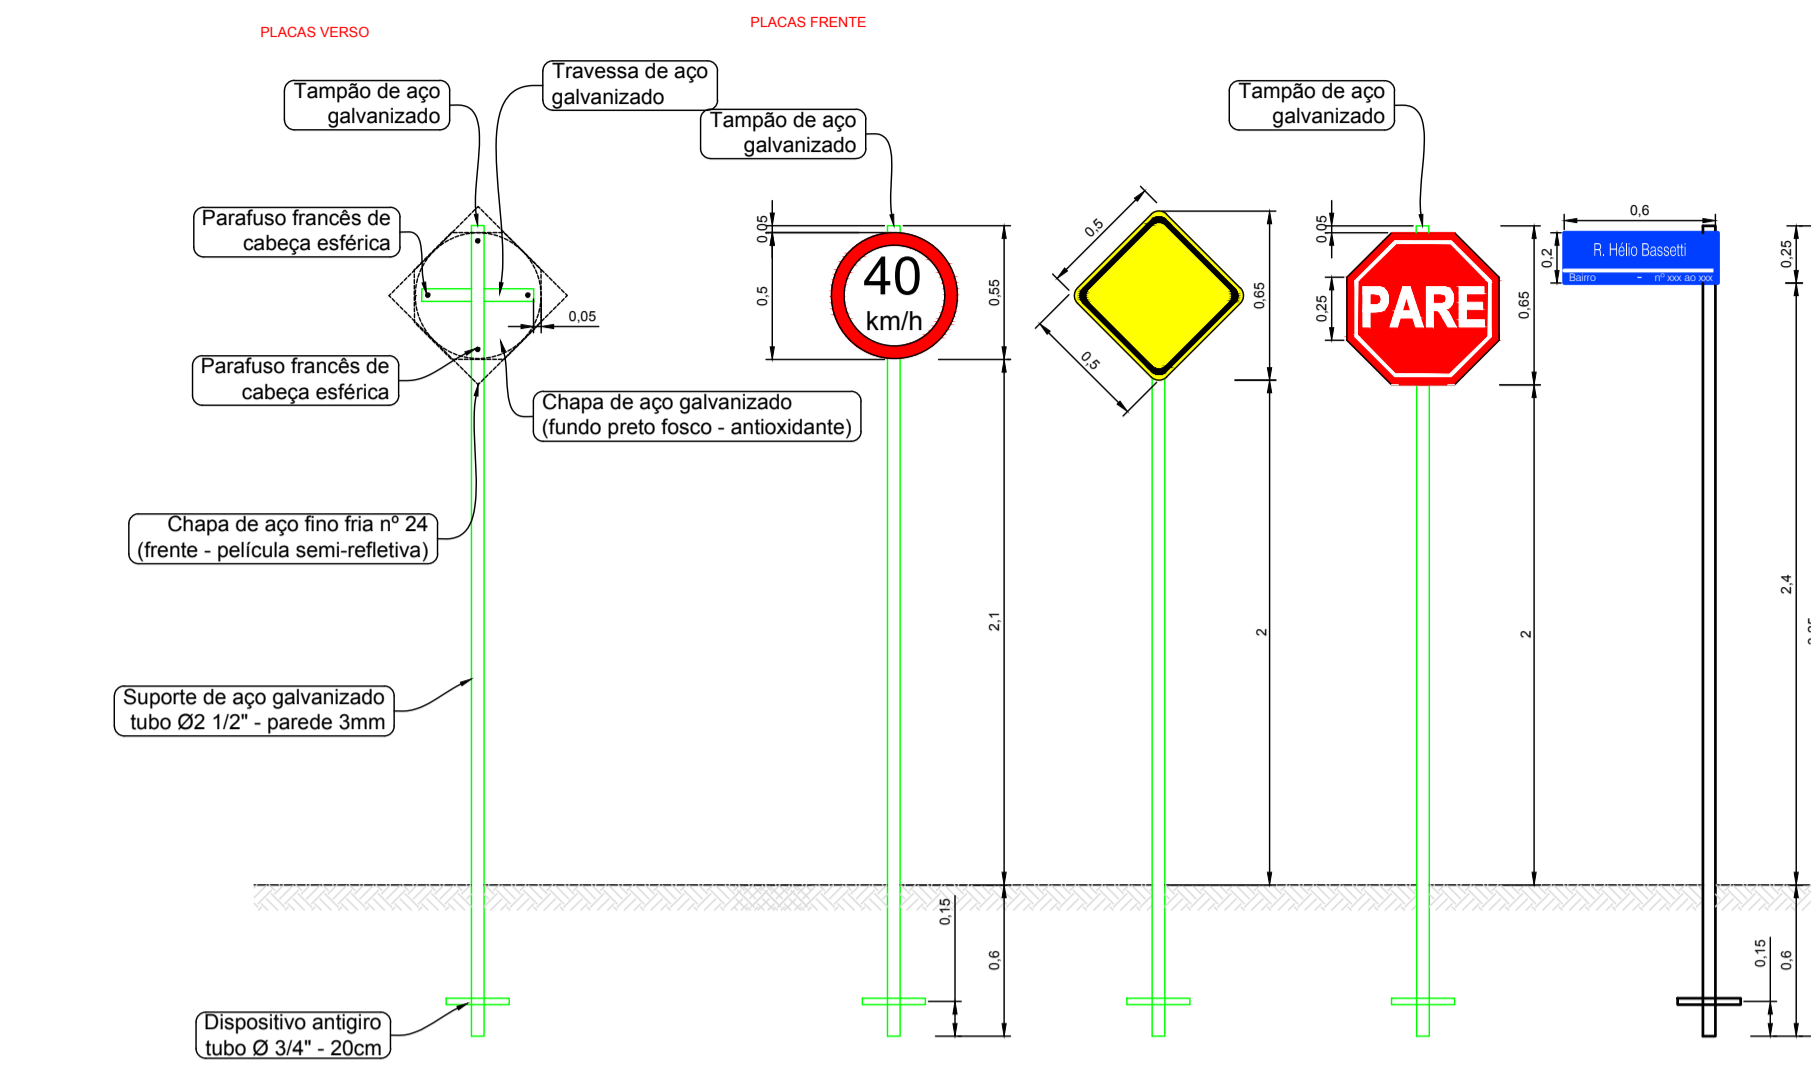 PLACAS VERSO
PLACAS FRENTE
Tampão de aço
galvanizado
Travessa de aço
galvanizado
Tampão de aço
galvanizado
Tampão de aço
galvanizado
Parafuso francês de
cabeça esférica
Parafuso francês de
cabeça esférica
0,05
Chapa de aço galvanizado
(fundo preto fosco - antioxidante)
Chapa de aço fino fria nº 24
(frente - película semi-refletiva)
Suporte de aço galvanizado
tubo Ø2 1/2" - parede 3mm
Dispositivo antigiro
tubo Ø 3/4" - 20cm
0,05
0,5
40
km/h
0,55
2,1
0,15
0,6
0,5
0,5
0,65
2
0,05
0,25
PARE
0,65
2
0,6
0,2
R. Hélio Bassetti
Bairro - nº xxx ao xxx
0,25
2,4
0,15
0,6